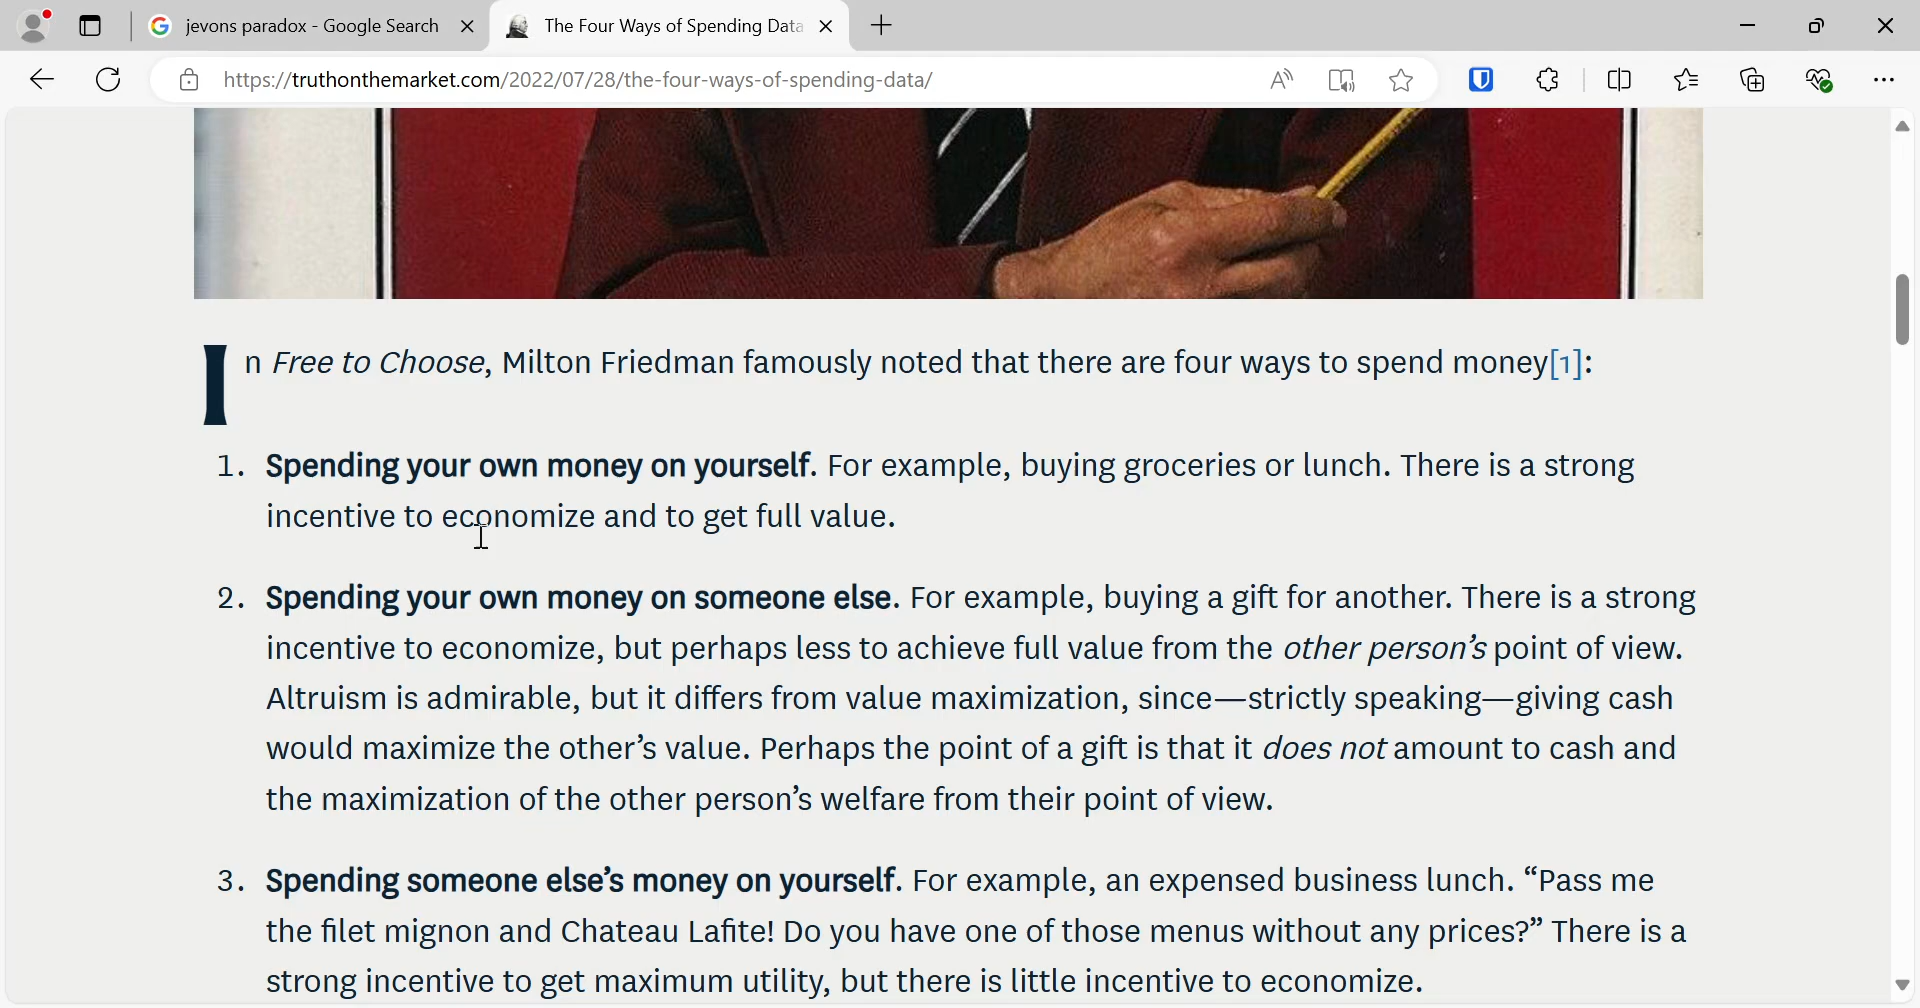 jevons paradox - Google Search
The Four Ways of Spending Data
https://truthonthemarket.com/2022/07/28/the-four-ways-of-spending-data/
In Free to Choose, Milton Friedman famously noted that there are four ways to spend money[1]:
1. Spending your own money on yourself. For example, buying groceries or lunch. There is a strong
incentive to economize and to get full value.
2. Spending your own money on someone else. For example, buying a gift for another. There is a strong
incentive to economize, but perhaps less to achieve full value from the other person’s point of view.
Altruism is admirable, but it differs from value maximization, since—strictly speaking—giving cash
would maximize the other’s value. Perhaps the point of a gift is that it does not amount to cash and
the maximization of the other person’s welfare from their point of view.
3. Spending someone else’s money on yourself. For example, an expensed business lunch. “Pass me
the filet mignon and Chateau Lafite! Do you have one of those menus without any prices?” There is a
strong incentive to get maximum utility, but there is little incentive to economize.